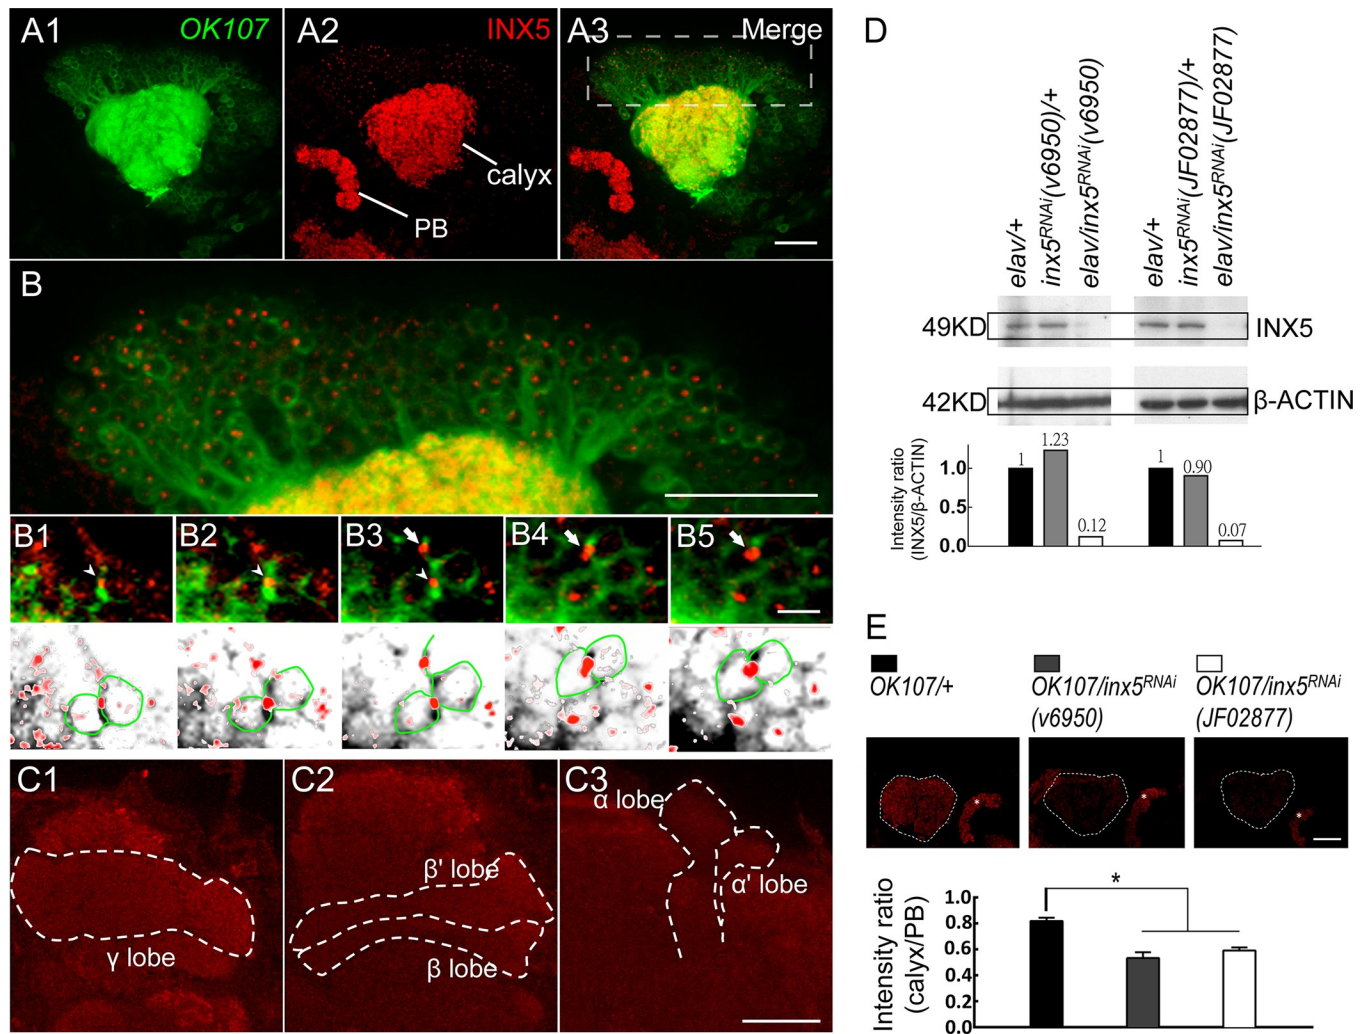 A1
OK107
A2
INX5
calyx
PB
A3
Merge
B
B1
B2
B3
B4
B5
C1
γ lobe
C2
β' lobe
β lobe
C3
α lobe
α' lobe
D
elav/+
inx5RNAi(v6950)/+
elav/inx5RNAi(v6950)
elav/+
inx5RNAi(JF02877)/+
elav/inx5RNAi(JF02877)
49KD
INX5
42KD
β-ACTIN
Intensity ratio
(INX5/β-ACTIN)
1.0
0.5
0.0
1
1.23
0.12
1
0.90
0.07
E
OK107/+
OK107/inx5RNAi
(v6950)
OK107/inx5RNAi
(JF02877)
*
*
*
Intensity ratio
(calyx/PB)
1.0
0.8
0.6
0.4
0.2
0.0
*